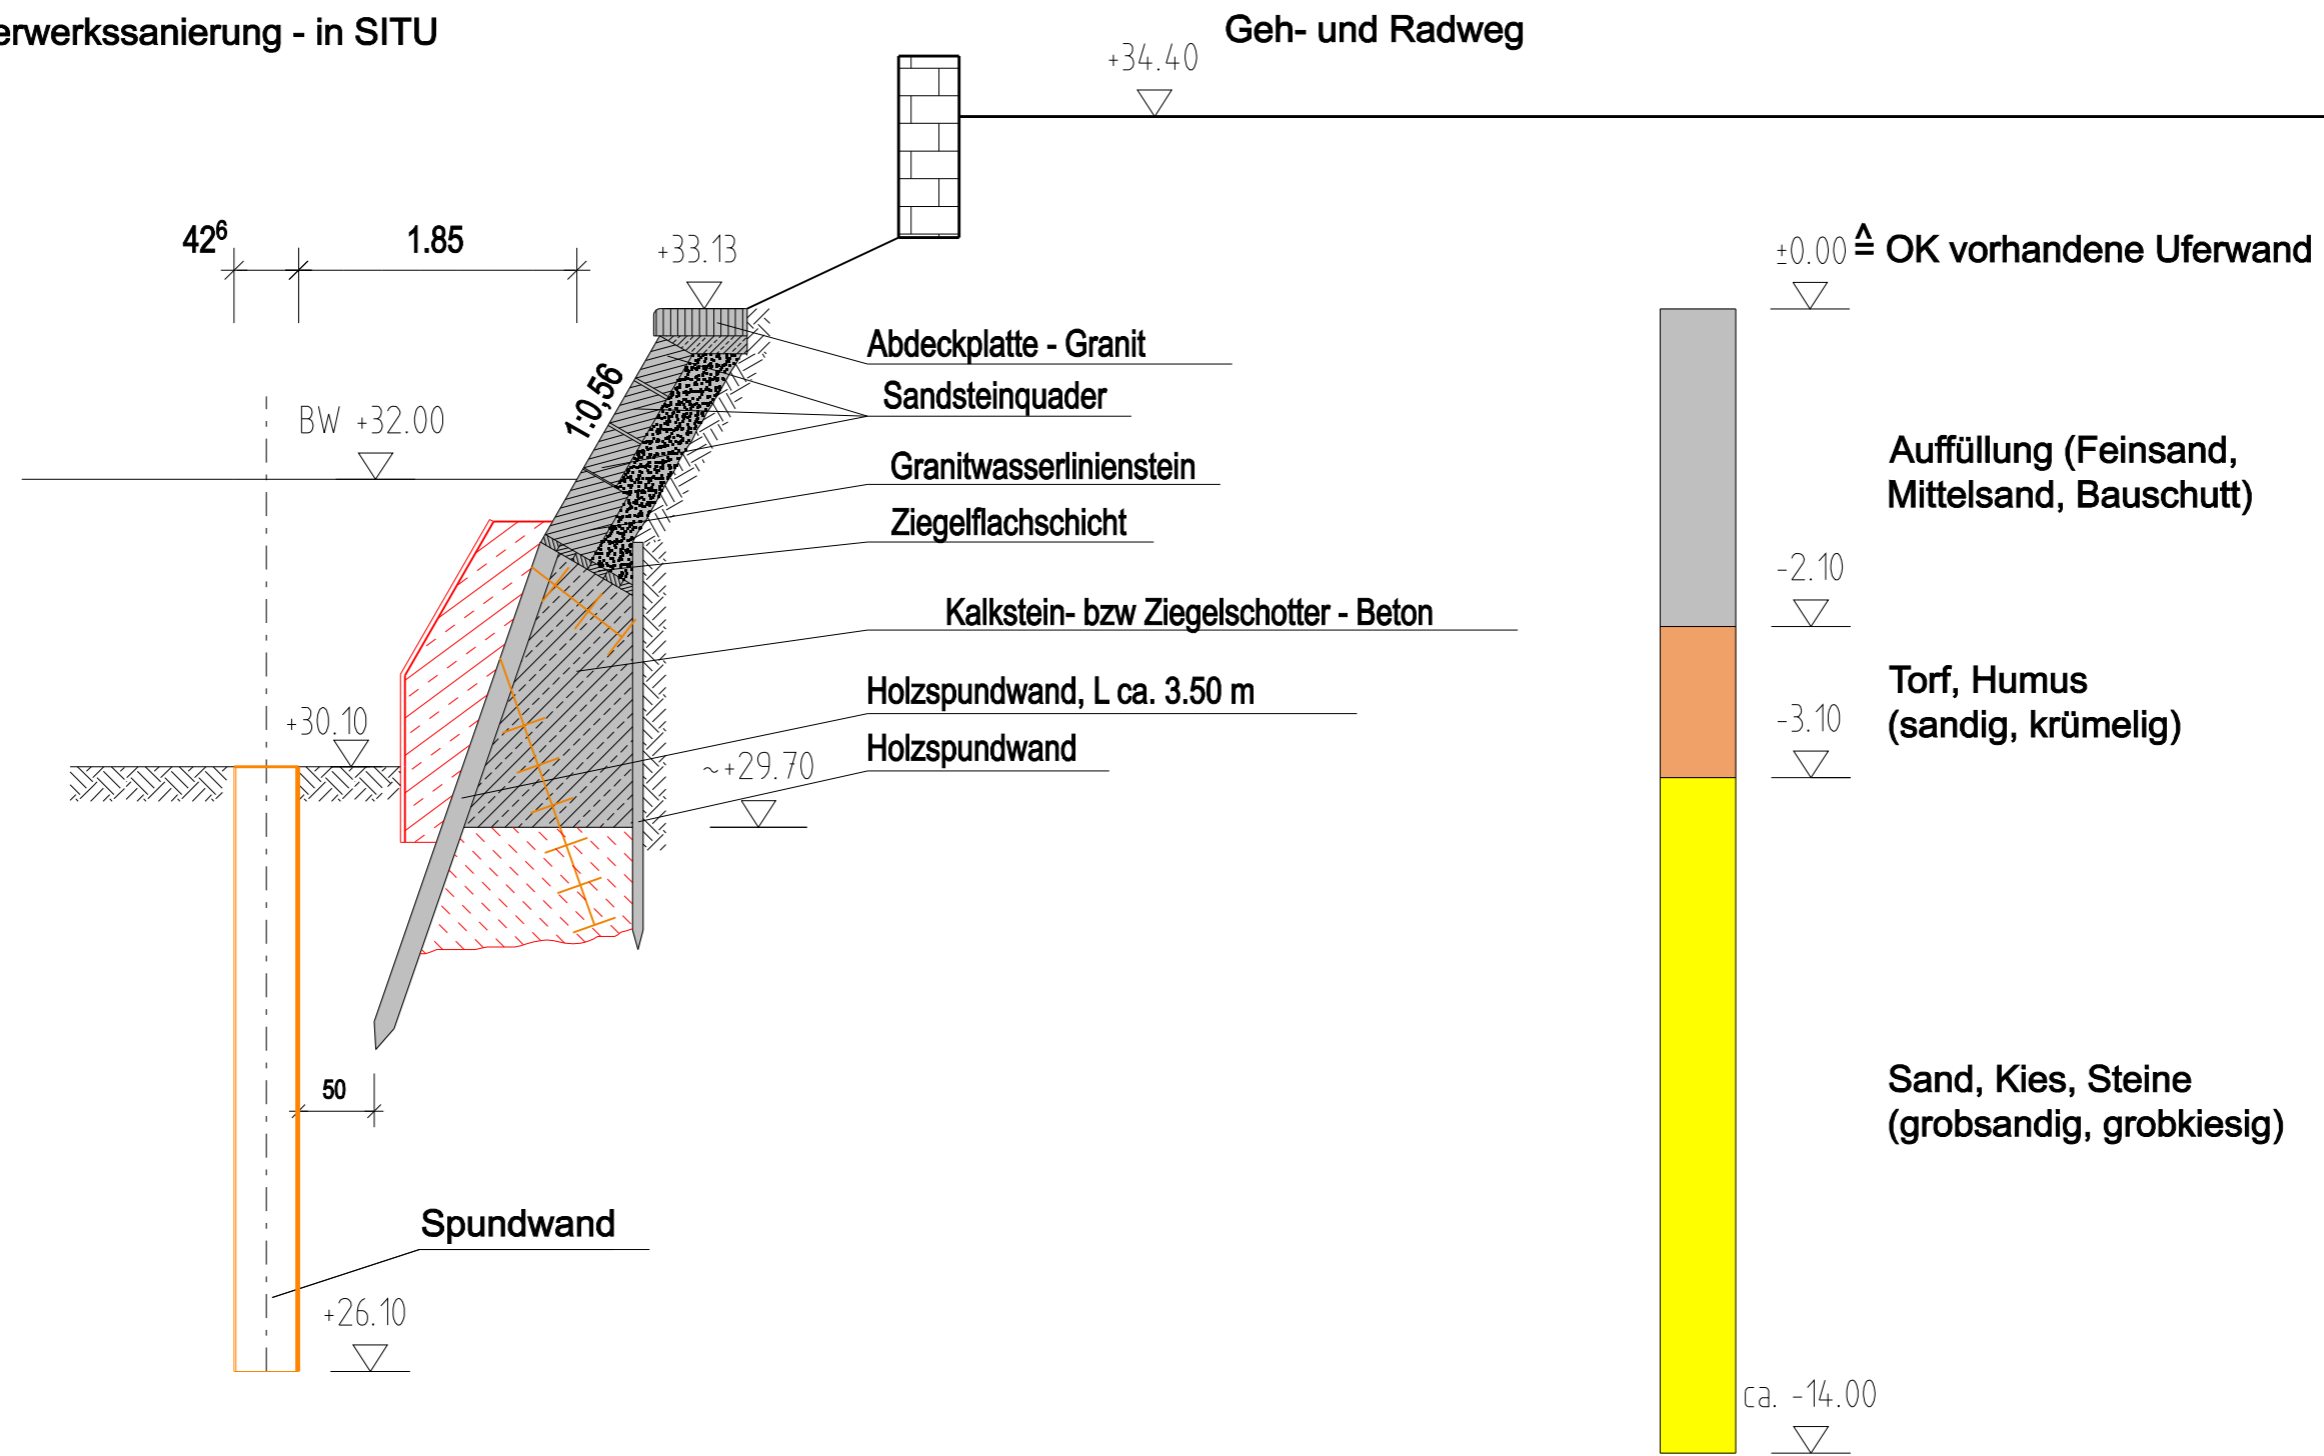 erwerkssanierung - in SITU
Geh- und Radweg
+34.40
42⁶
1.85
+33.13
±0.00 ≙ OK vorhandene Uferwand
Abdeckplatte - Granit
1:0,56
Sandsteinquader
BW +32.00
Granitwasserlinienstein
Auffüllung (Feinsand,
Mittelsand, Bauschutt)
Ziegelflachschicht
-2.10
Kalkstein- bzw Ziegelschotter - Beton
Holzspundwand, L ca. 3.50 m
Torf, Humus
(sandig, krümelig)
+30.10
-3.10
Holzspundwand
~+29.70
50
Sand, Kies, Steine
(grobsandig, grobkiesig)
Spundwand
+26.10
ca. -14.00